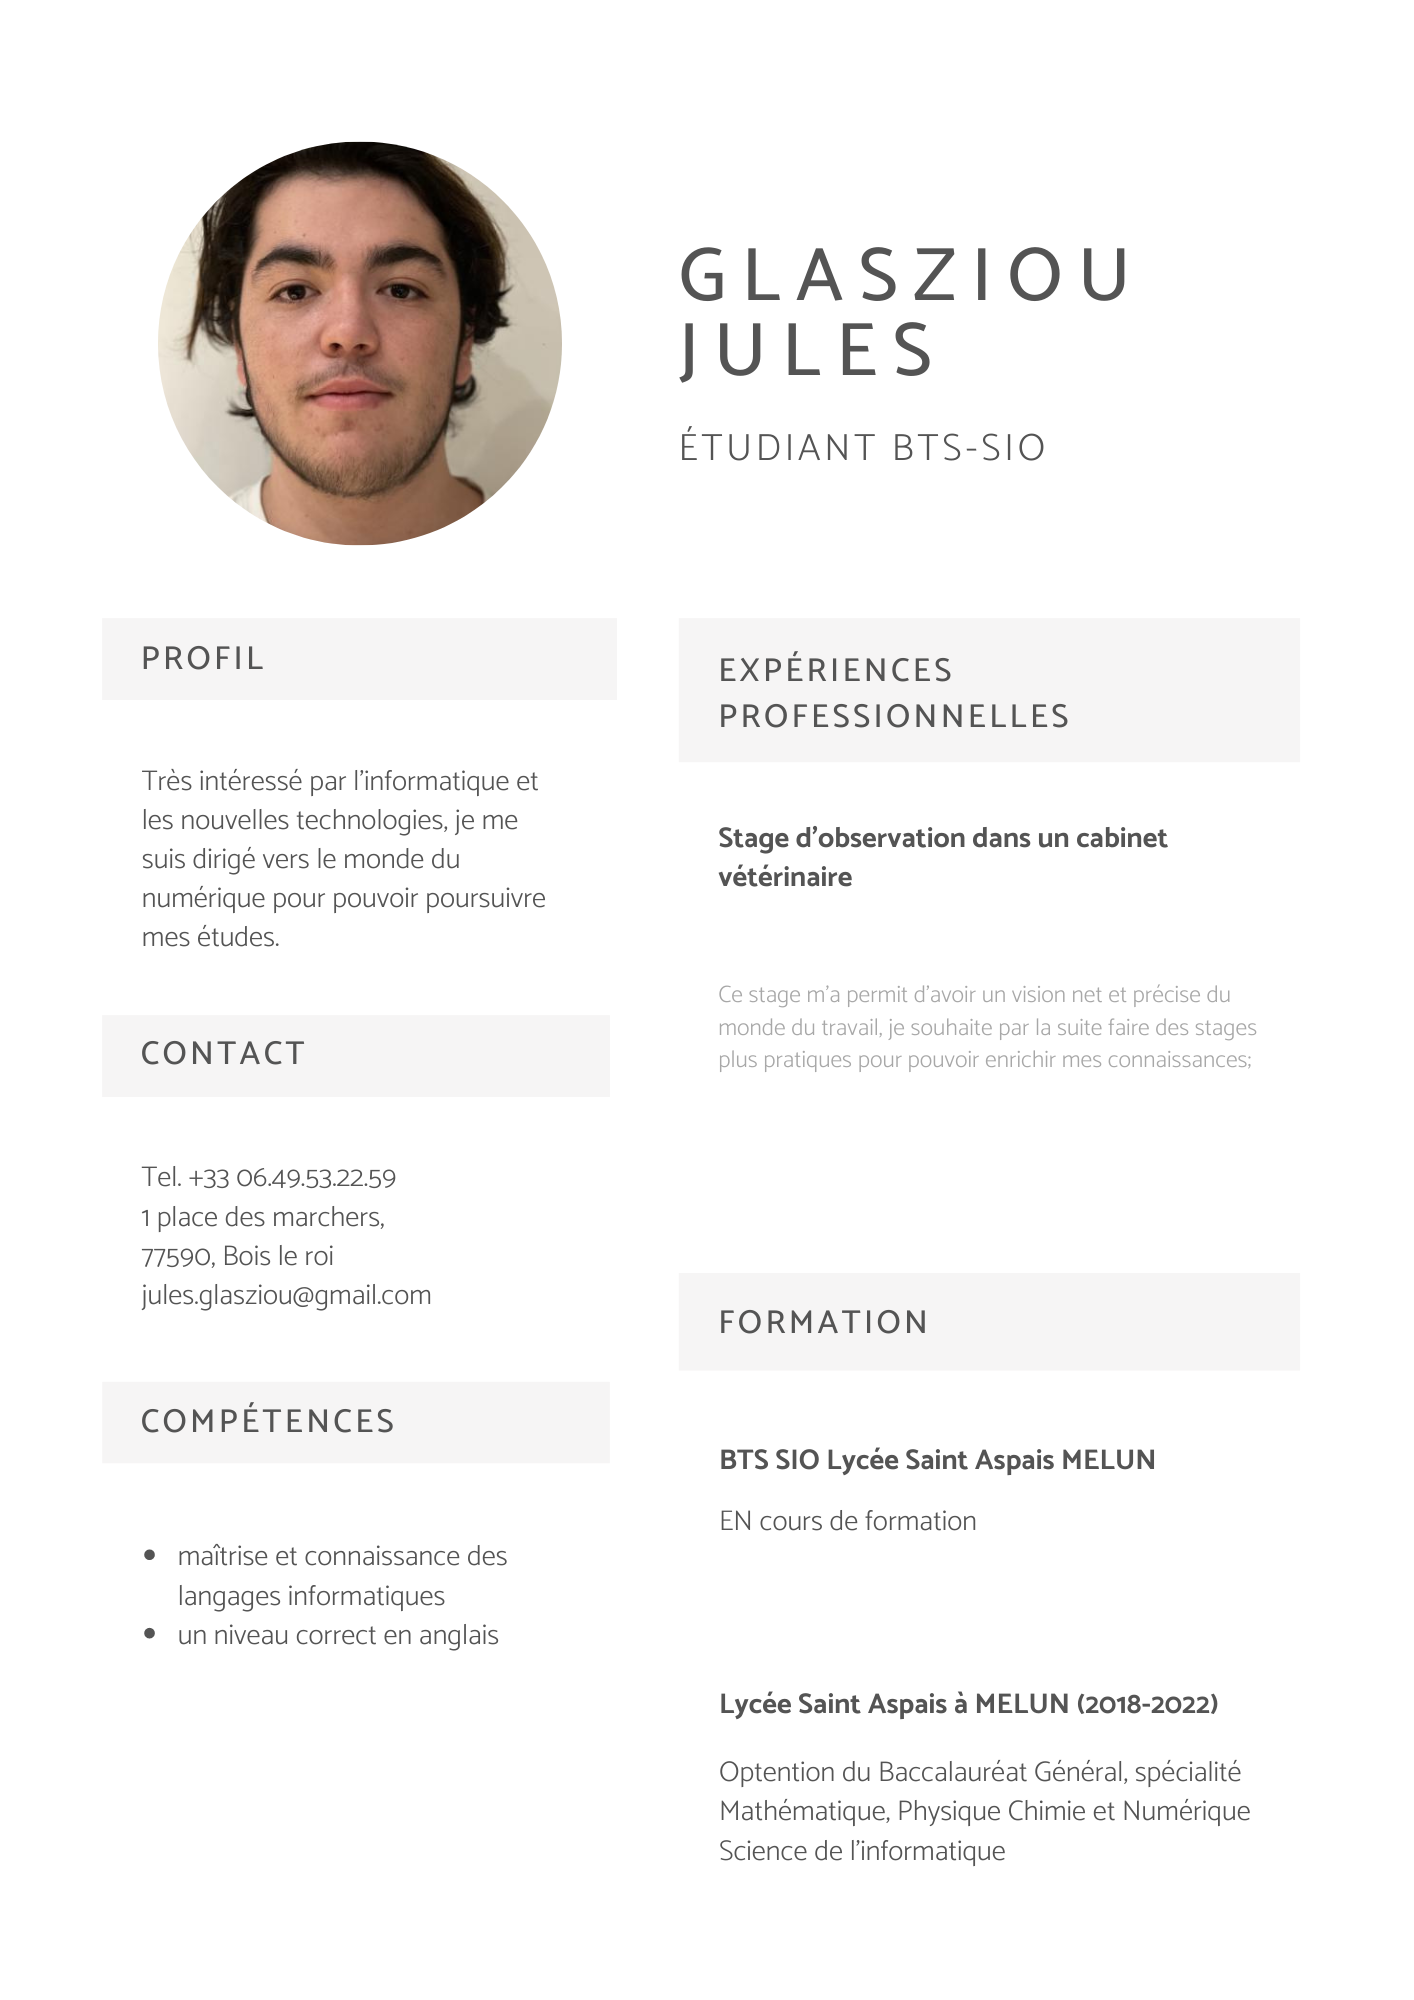 GLASZIOU
JULES
ÉTUDIANT BTS-SIO
PROFIL
Très intéressé par l'informatique et
les nouvelles technologies, je me
suis dirigé vers le monde du
numérique pour pouvoir poursuivre
mes études.
CONTACT
Tel. +33 06.49.53.22.59
1 place des marchers,
77590, Bois le roi
jules.glasziou@gmail.com
COMPÉTENCES
• maîtrise et connaissance des
langages informatiques
• un niveau correct en anglais
EXPÉRIENCES
PROFESSIONNELLES
Stage d'observation dans un cabinet
vétérinaire
Ce stage m'a permit d'avoir un vision net et précise du
monde du travail, je souhaite par la suite faire des stages
plus pratiques pour pouvoir enrichir mes connaissances;
FORMATION
BTS SIO Lycée Saint Aspais MELUN
EN cours de formation
Lycée Saint Aspais à MELUN (2018-2022)
Optention du Baccalauréat Général, spécialité
Mathématique, Physique Chimie et Numérique
Science de l'informatique